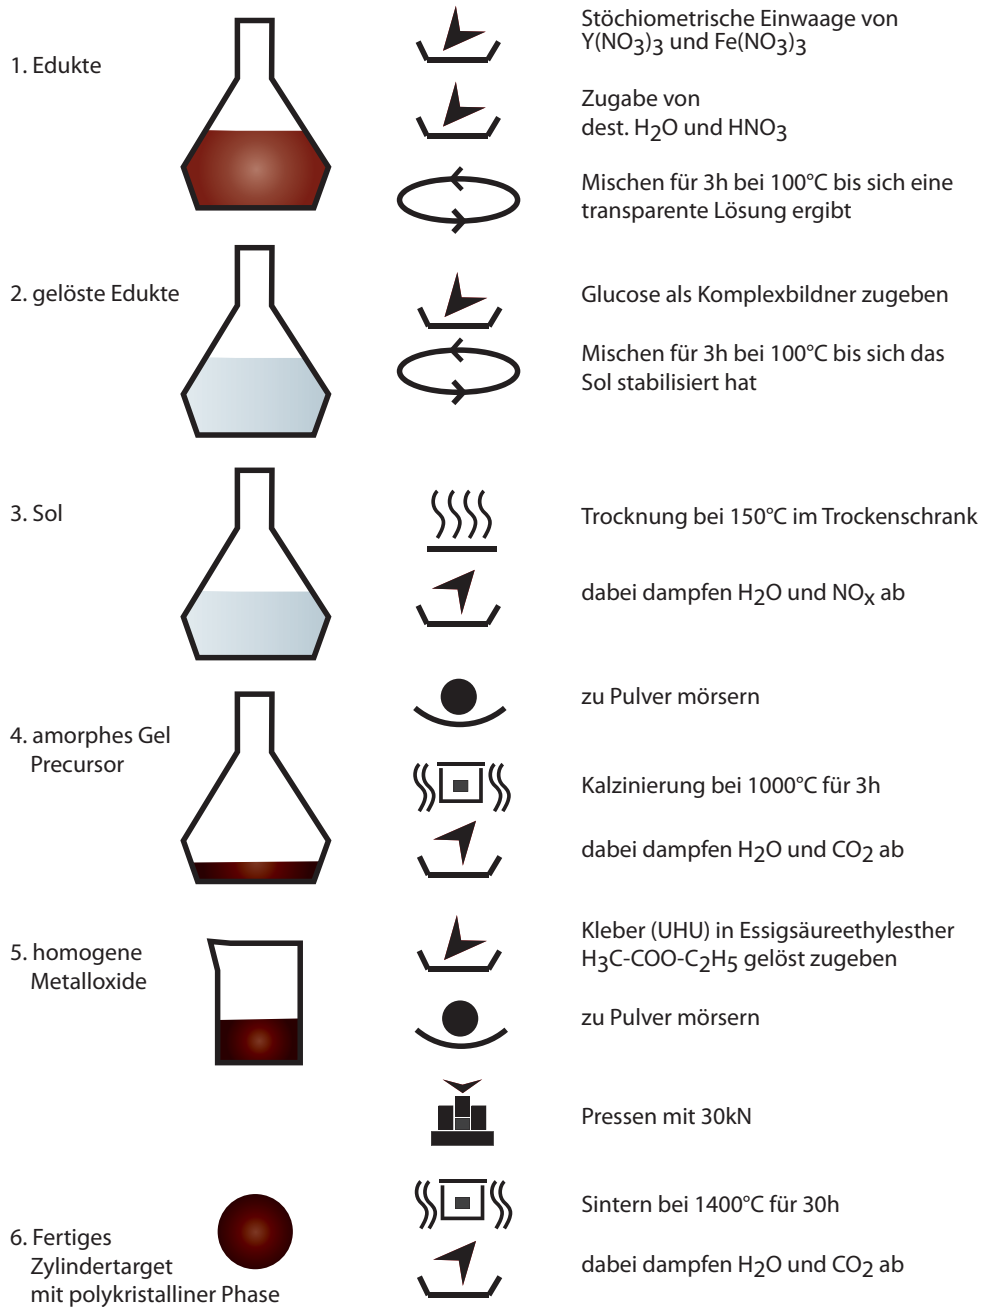 1. Edukte
Stöchiometrische Einwaage von
Y(NO3)3 und Fe(NO3)3
Zugabe von
dest. H2O und HNO3
Mischen für 3h bei 100°C bis sich eine
transparente Lösung ergibt
2. gelöste Edukte
Glucose als Komplexbildner zugeben
Mischen für 3h bei 100°C bis sich das
Sol stabilisiert hat
3. Sol
Trocknung bei 150°C im Trockenschrank
dabei dampfen H2O und NOx ab
4. amorphes Gel
Precursor
zu Pulver mörsern
Kalzinierung bei 1000°C für 3h
dabei dampfen H2O und CO2 ab
5. homogene
Metalloxide
Kleber (UHU) in Essigsäureethylesther
H3C-COO-C2H5 gelöst zugeben
zu Pulver mörsern
Pressen mit 30kN
6. Fertiges
Zylindertarget
mit polykristalliner Phase
Sintern bei 1400°C für 30h
dabei dampfen H2O und CO2 ab